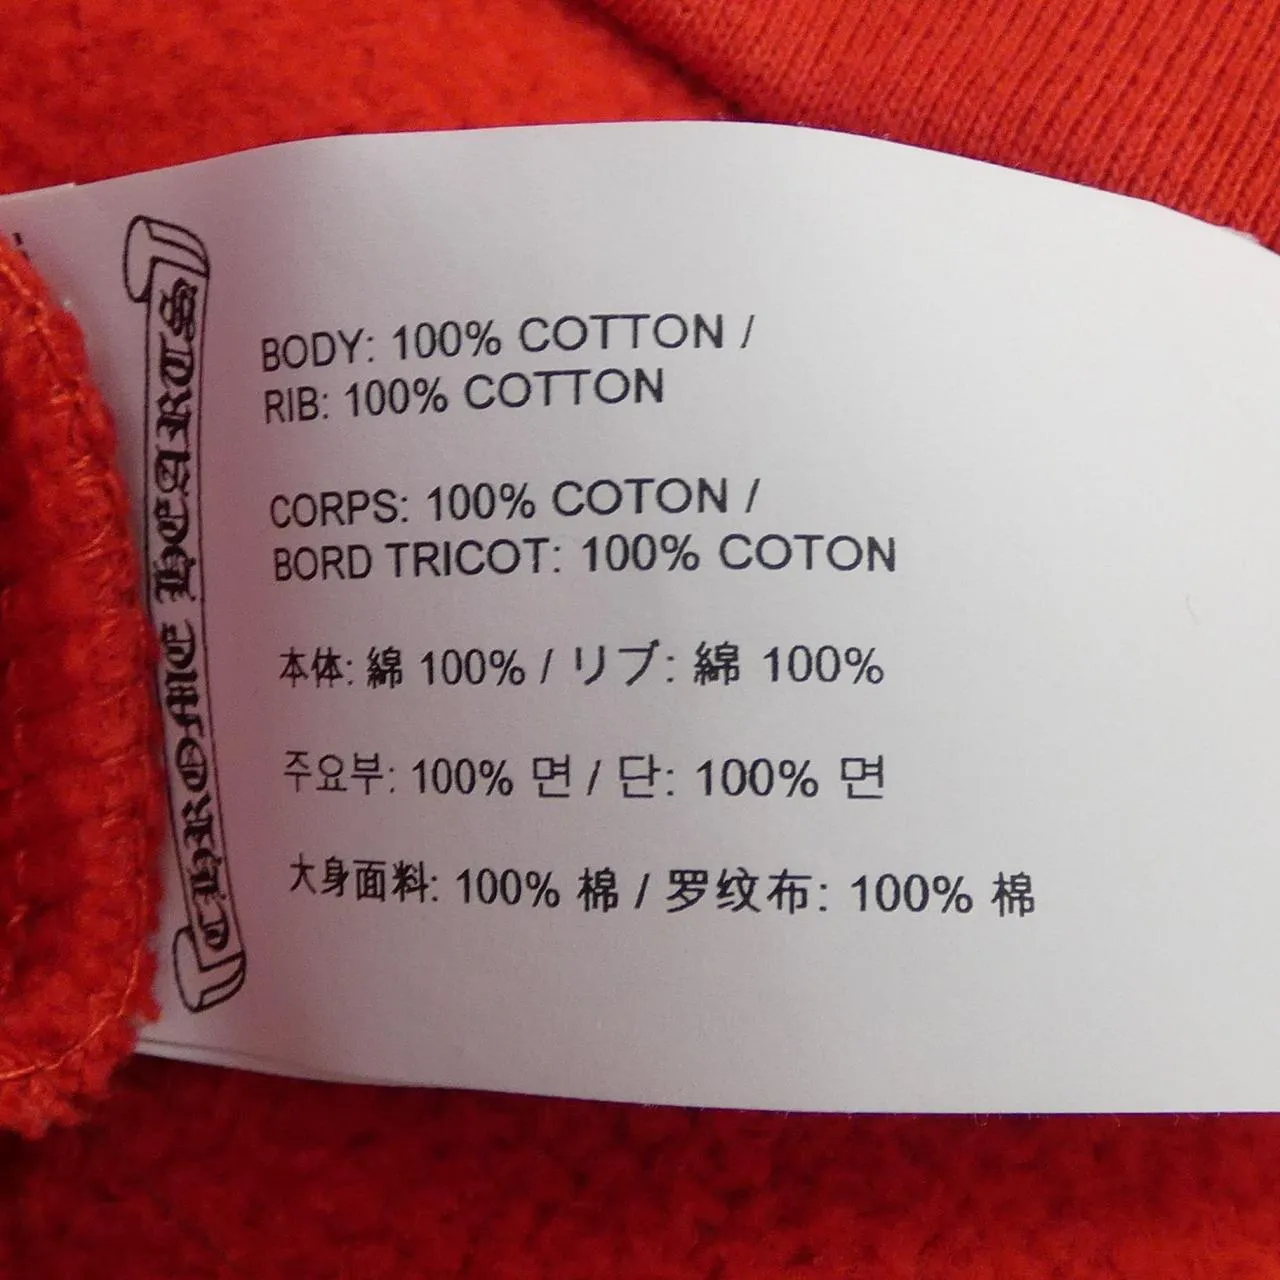 CHROME HEARTS
BODY: 100% COTTON /
RIB: 100% COTTON
CORPS: 100% COTON /
BORD TRICOT: 100% COTON
本体: 綿 100% / リブ: 綿 100%
주요부: 100% 면 / 단: 100% 면
大身面料: 100% 棉 / 罗纹布: 100% 棉